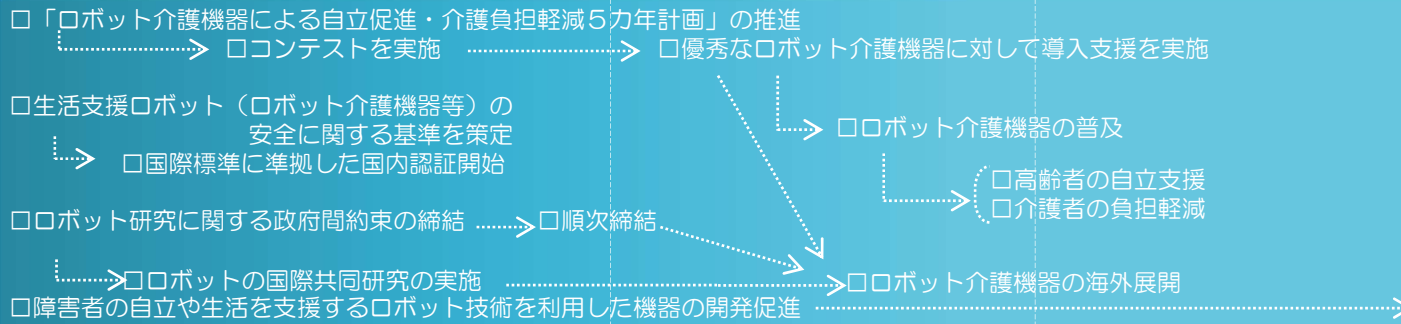 □「ロボット介護機器による自立促進・介護負担軽減５カ年計画」の推進
□コンテストを実施 □優秀なロボット介護機器に対して導入支援を実施
□生活支援ロボット（ロボット介護機器等）の
安全に関する基準を策定
□ロボット介護機器の普及
□国際標準に準拠した国内認証開始
□高齢者の自立支援
□介護者の負担軽減
□ロボット研究に関する政府間約束の締結 □順次締結
□ロボットの国際共同研究の実施 □ロボット介護機器の海外展開
□障害者の自立や生活を支援するロボット技術を利用した機器の開発促進